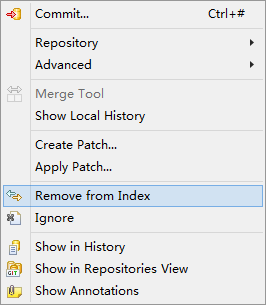 Commit... Ctrl+#
Repository
Advanced
Merge Tool
Show Local History
Create Patch...
Apply Patch...
Remove from Index
Ignore
Show in History
GIT Show in Repositories View
Show Annotations